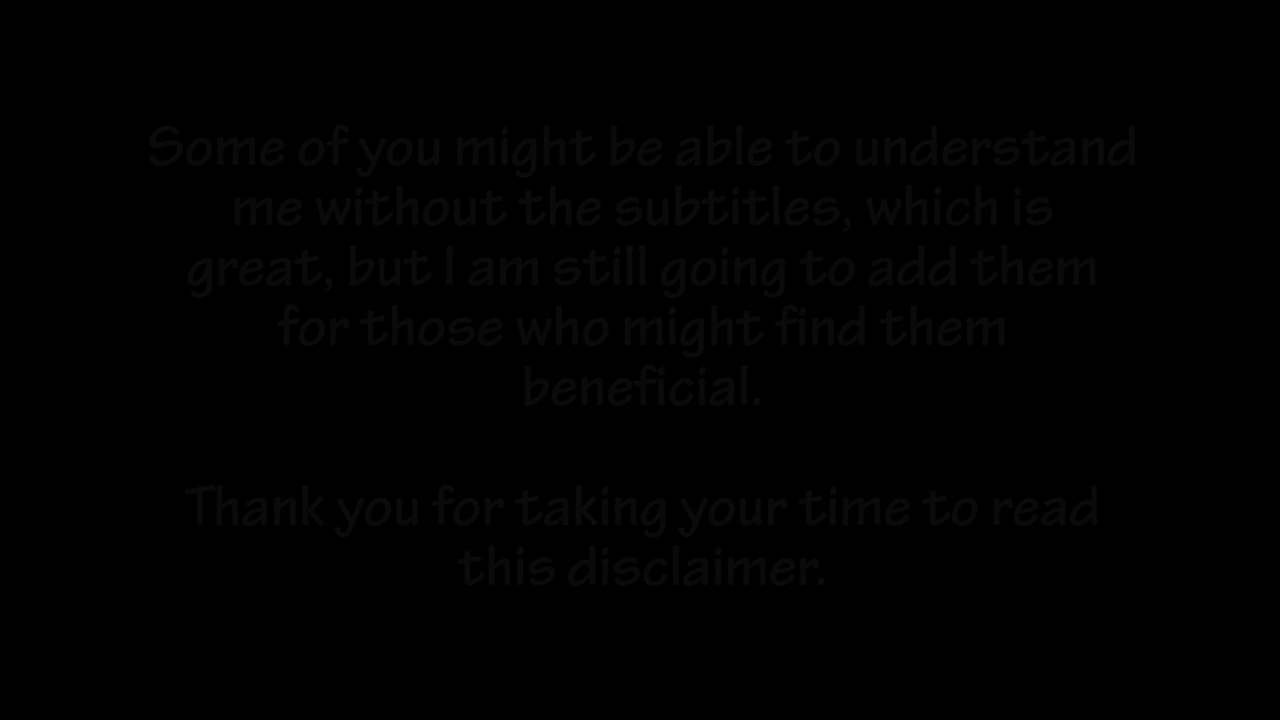 Some of you might be able to understand
me without the subtitles, which is
great, but I am still going to add them
for those who might find them
beneficial.
Thank you for taking your time to read
this disclaimer.